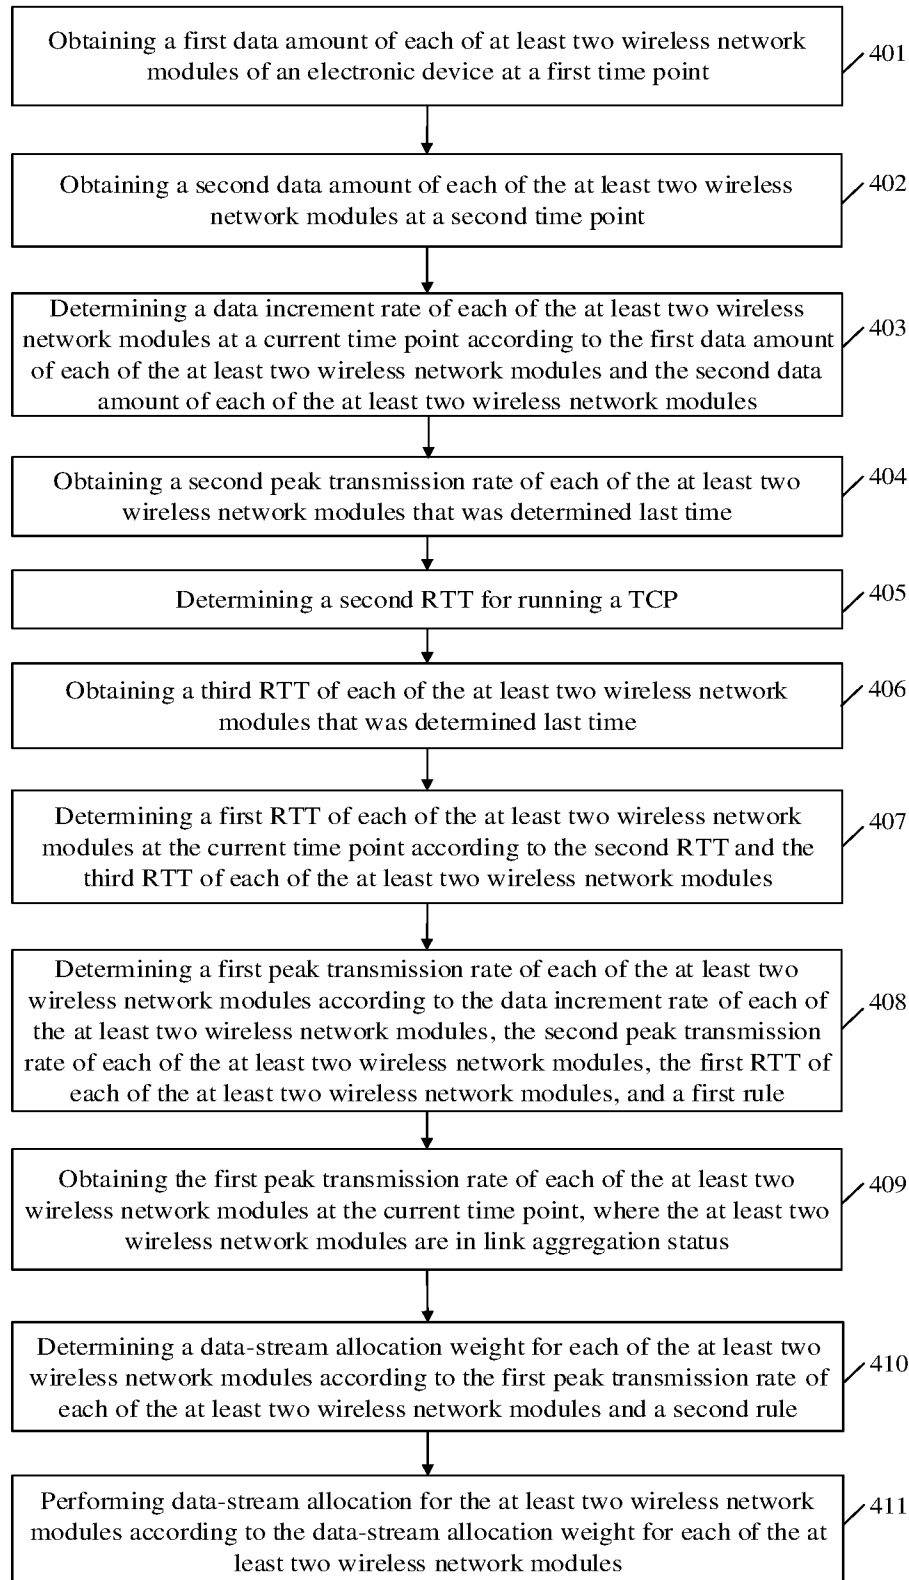 Obtaining a first data amount of each of at least two wireless network
modules of an electronic device at a first time point
401
Obtaining a second data amount of each of the at least two wireless
network modules at a second time point
402
Determining a data increment rate of each of the at least two wireless
network modules at a current time point according to the first data amount
of each of the at least two wireless network modules and the second data
amount of each of the at least two wireless network modules
403
Obtaining a second peak transmission rate of each of the at least two
wireless network modules that was determined last time
404
Determining a second RTT for running a TCP
405
Obtaining a third RTT of each of the at least two wireless network
modules that was determined last time
406
Determining a first RTT of each of the at least two wireless network
modules at the current time point according to the second RTT and the
third RTT of each of the at least two wireless network modules
407
Determining a first peak transmission rate of each of the at least two
wireless network modules according to the data increment rate of each of
the at least two wireless network modules, the second peak transmission
rate of each of the at least two wireless network modules, the first RTT of
each of the at least two wireless network modules, and a first rule
408
Obtaining the first peak transmission rate of each of the at least two
wireless network modules at the current time point, where the at least two
wireless network modules are in link aggregation status
409
Determining a data-stream allocation weight for each of the at least two
wireless network modules according to the first peak transmission rate of
each of the at least two wireless network modules and a second rule
410
Performing data-stream allocation for the at least two wireless network
modules according to the data-stream allocation weight for each of the at
least two wireless network modules
411